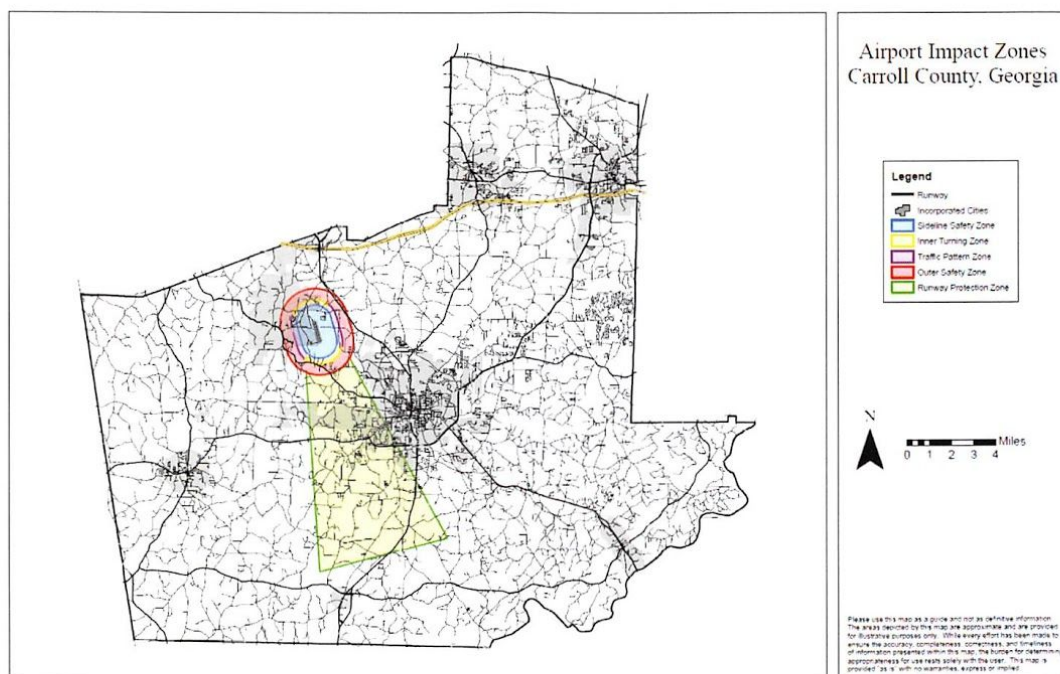 Airport Impact Zones
Carroll County, Georgia
Legend
Runway
Incorporated Cities
Sideline Safety Zone
Inner Turning Zone
Traffic Pattern Zone
Outer Safety Zone
Runway Protection Zone
N
Miles
0 1 2 3 4
Please use this map as a guide and not as definitive information.
The areas depicted by this map are approximate and are provided
for illustrative purposes only. While every effort has been made to
ensure the accuracy, completeness, correctness, and timeliness
of information presented within this map, the burden for determining
appropriateness for use rests solely with the user. This map is
provided "as is" with no warranties, express or implied.